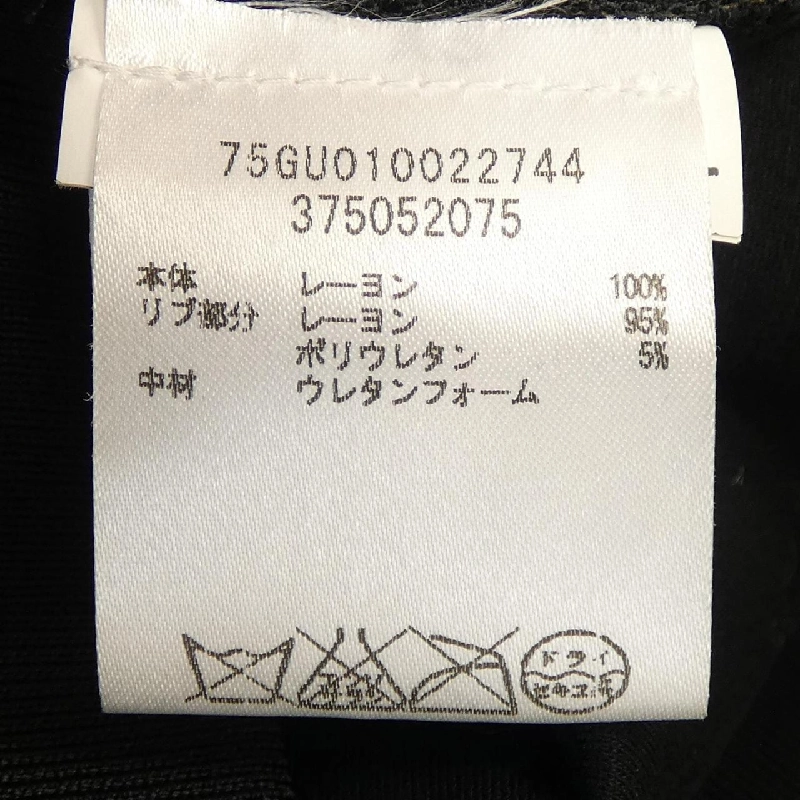 75GU010022744
375052075
本体 レーヨン 100%
リブ部分 レーヨン 95%
ポリウレタン 5%
中材 ウレタンフォーム
ドライ